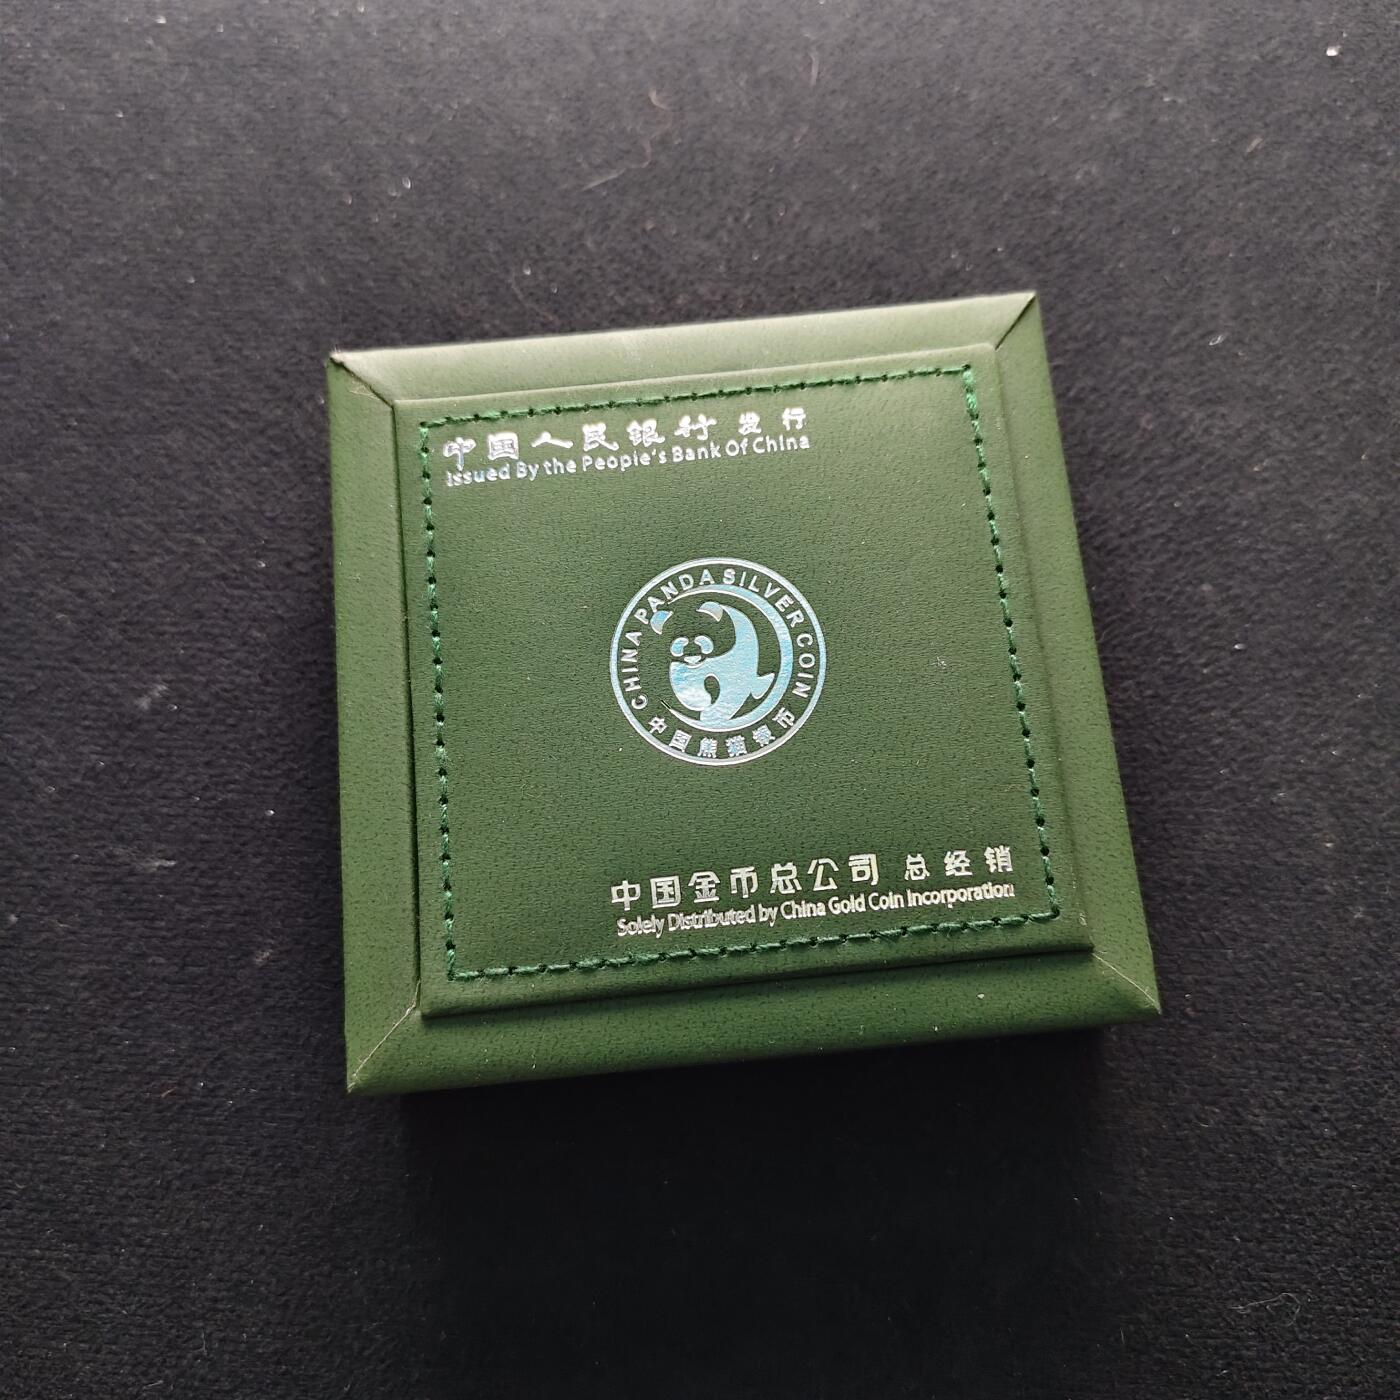 中国人民银行 发行
Issued By the People's Bank Of China
CHINA PANDA SILVER COIN
中国熊猫银币
中国金币总公司 总经销
Solely Distributed by China Gold Coin Incorporation